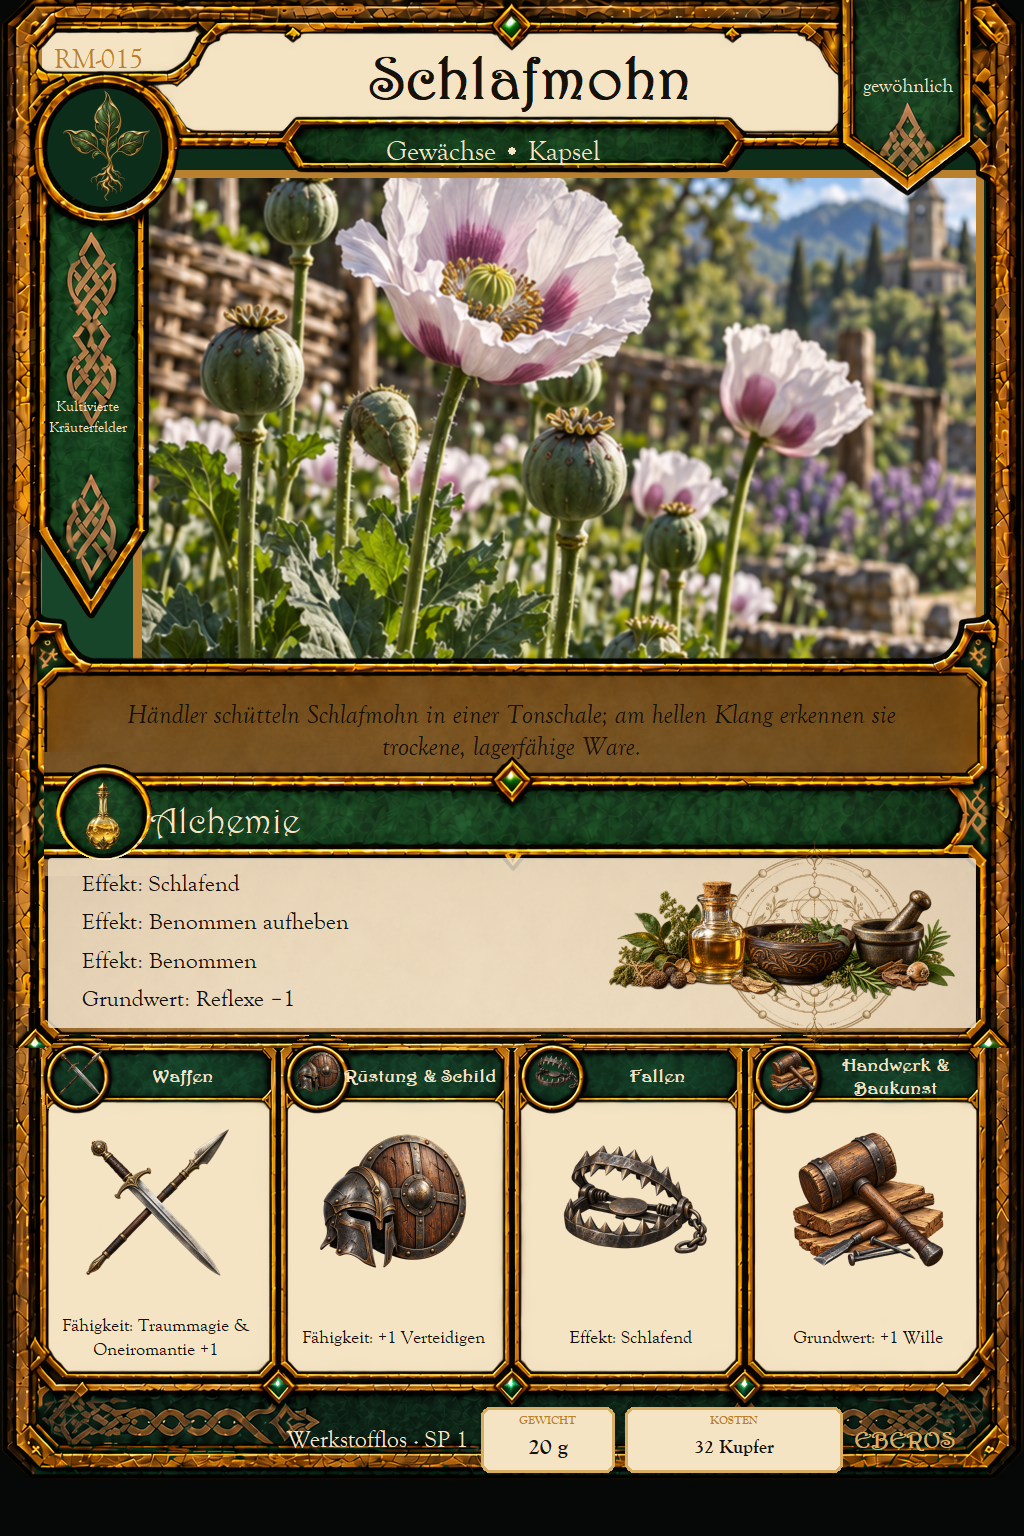 RM-015
Schlafmohn
gewöhnlich
Gewächse • Kapsel
Kultivierte
Kräuterfelder
Händler schütteln Schlafmohn in einer Tonschale; am hellen Klang erkennen sie
trockene, lagerfähige Ware.
Alchemie
Effekt: Schlafend
Effekt: Benommen aufheben
Effekt: Benommen
Grundwert: Reflexe −1
Waffen
Rüstung & Schild
Fallen
Handwerk &
Baukunst
Fähigkeit: Traummagie &
Oneiromantie +1
Fähigkeit: +1 Verteidigen
Effekt: Schlafend
Grundwert: +1 Wille
Werkstofflos · SP 1
GEWICHT
20 g
KOSTEN
32 Kupfer
EBEROS